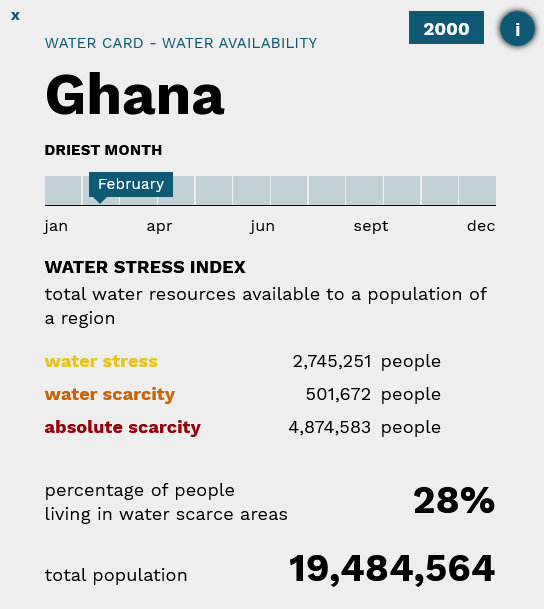 x
2000
i
WATER CARD - WATER AVAILABILITY
Ghana
DRIEST MONTH
February
jan apr jun sept dec
WATER STRESS INDEX
total water resources available to a population of
a region
water stress 2,745,251 people
water scarcity 501,672 people
absolute scarcity 4,874,583 people
percentage of people
living in water scarce areas 28%
total population 19,484,564